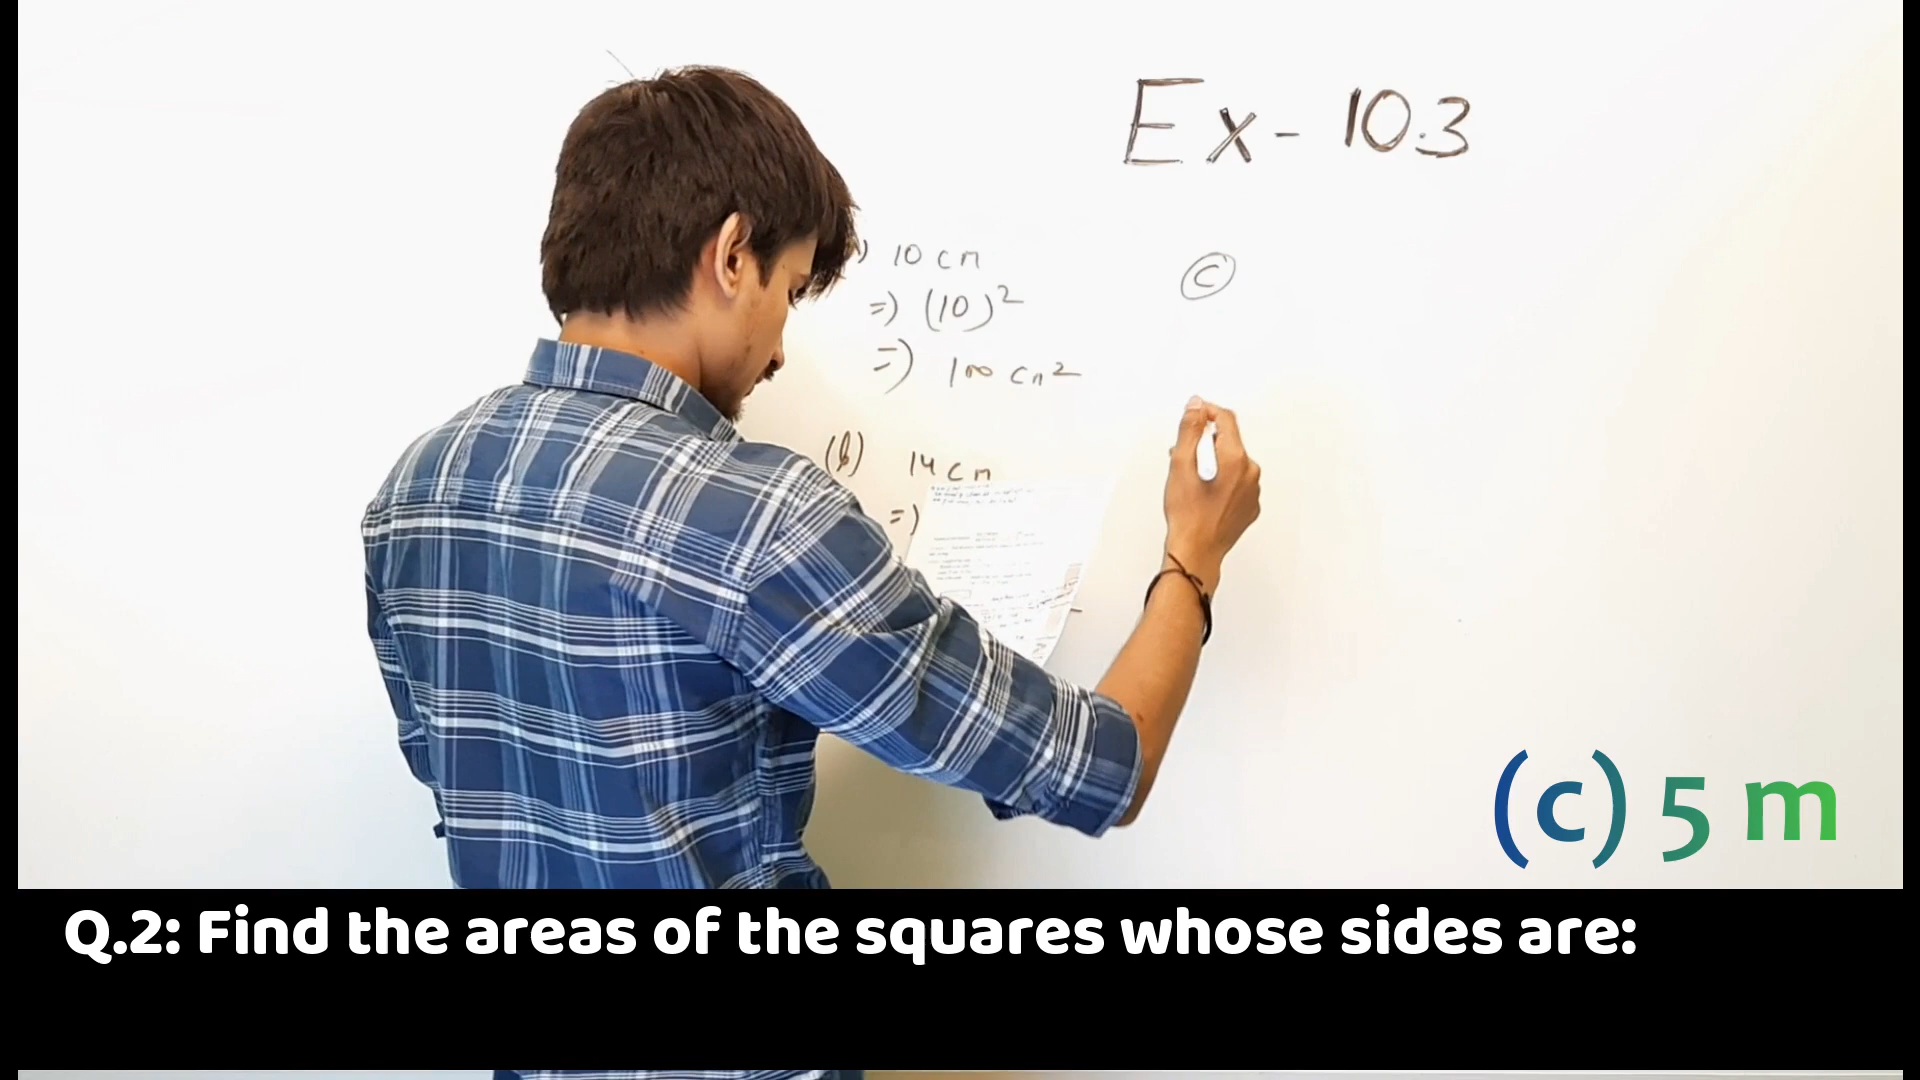 Ex - 10.3
10 cm
=) (10)²
=) 100 cm²
(b) 14 cm
=)
c
(c) 5 m
Q.2: Find the areas of the squares whose sides are: